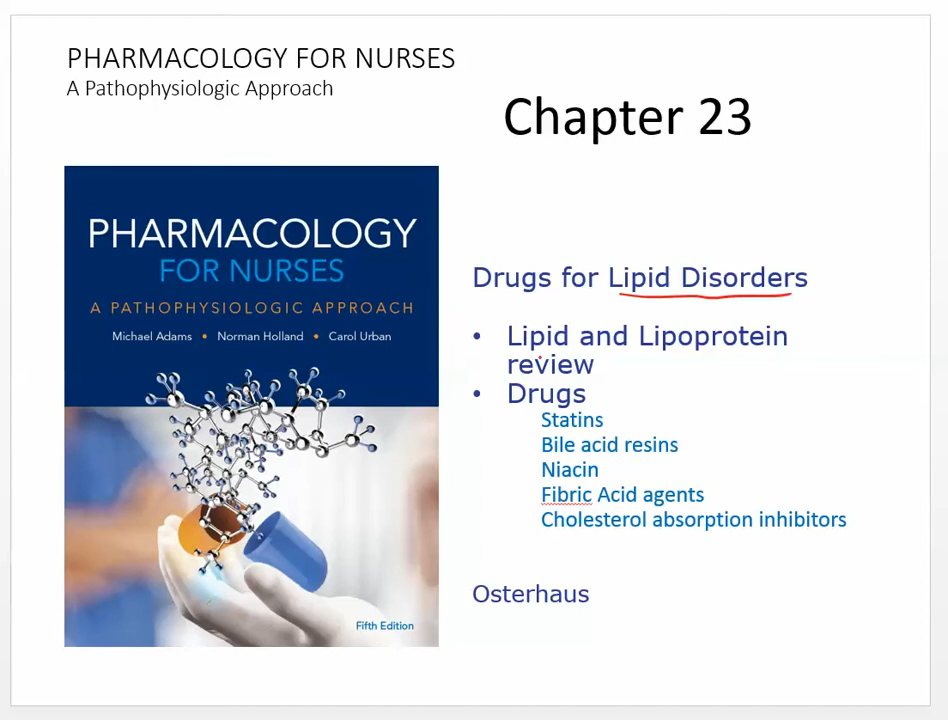 PHARMACOLOGY FOR NURSES
A Pathophysiologic Approach
Chapter 23
PHARMACOLOGY
FOR NURSES
A PATHOPHYSIOLOGIC APPROACH
Michael Adams • Norman Holland • Carol Urban
Fifth Edition
Drugs for Lipid Disorders
• Lipid and Lipoprotein
review
• Drugs
Statins
Bile acid resins
Niacin
Fibric Acid agents
Cholesterol absorption inhibitors
Osterhaus